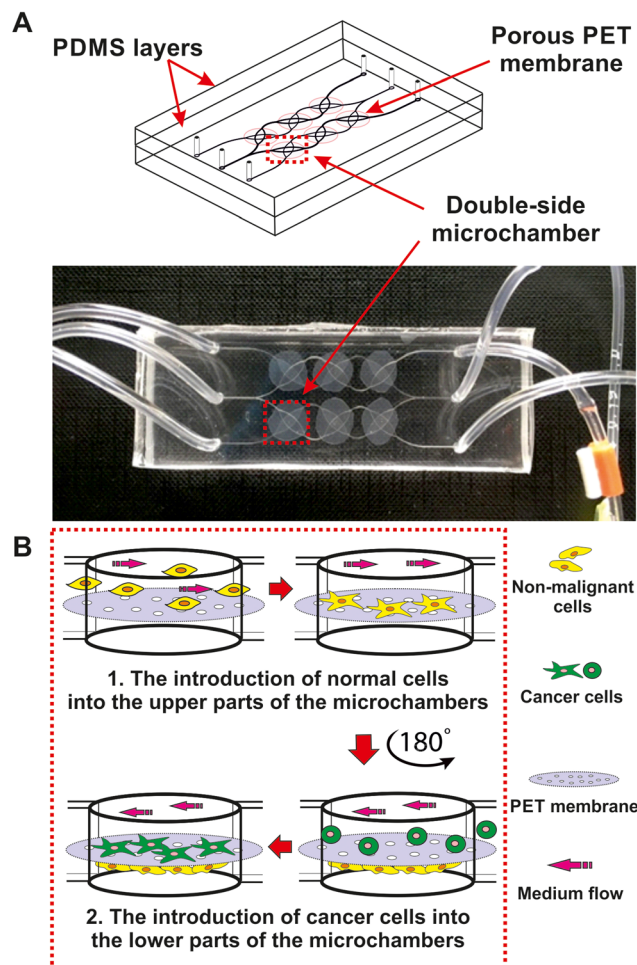 A
PDMS layers
Porous PET
membrane
Double-side
microchamber
B
1. The introduction of normal cells
into the upper parts of the microchambers
180°
2. The introduction of cancer cells into
the lower parts of the microchambers
Non-malignant
cells
Cancer cells
PET membrane
Medium flow